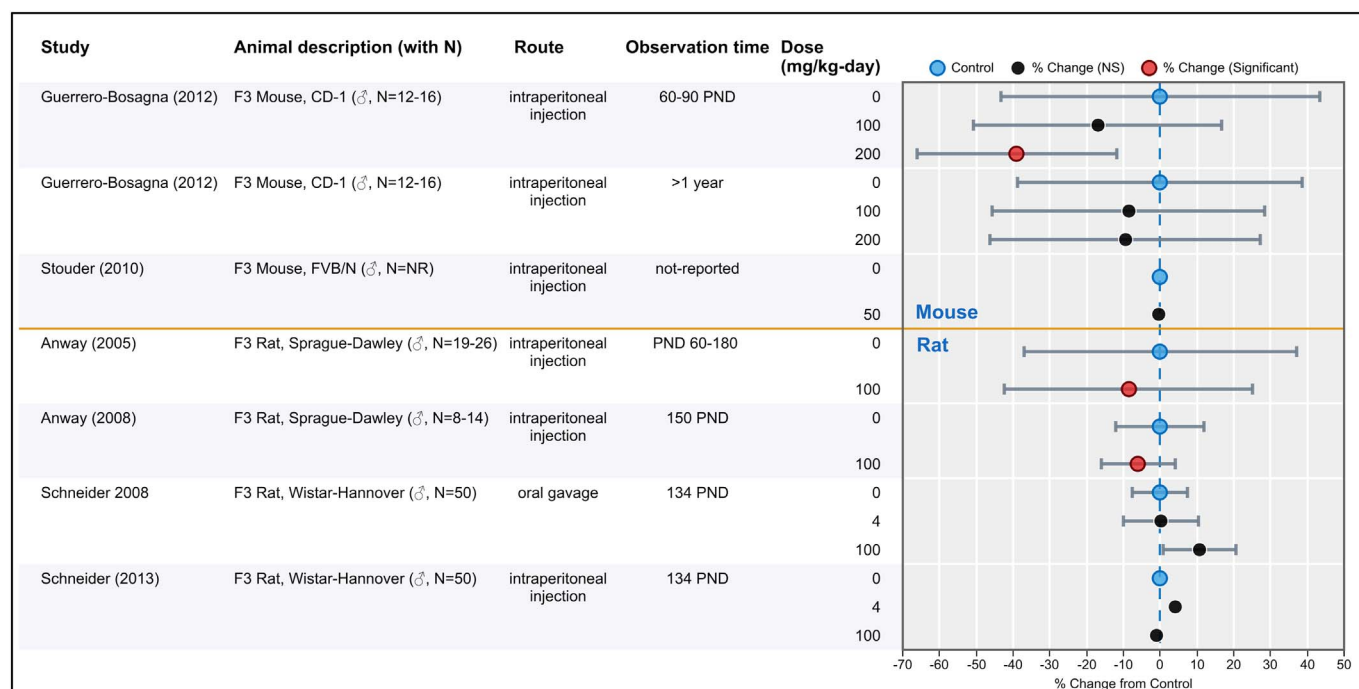 Study Animal description (with N) Route Observation time Dose
(mg/kg-day)
Control % Change (NS) % Change (Significant)
Guerrero-Bosagna (2012) F3 Mouse, CD-1 (♂, N=12-16) intraperitoneal 60-90 PND 0
injection
100
200
Guerrero-Bosagna (2012) F3 Mouse, CD-1 (♂, N=12-16) intraperitoneal >1 year 0
injection
100
200
Stouder (2010) F3 Mouse, FVB/N (♂, N=NR) intraperitoneal not-reported 0
injection
50 Mouse
Anway (2005) F3 Rat, Sprague-Dawley (♂, N=19-26) intraperitoneal PND 60-180 0 Rat
injection
100
Anway (2008) F3 Rat, Sprague-Dawley (♂, N=8-14) intraperitoneal 150 PND 0
injection
100
Schneider 2008 F3 Rat, Wistar-Hannover (♂, N=50) oral gavage 134 PND 0
4
100
Schneider (2013) F3 Rat, Wistar-Hannover (♂, N=50) intraperitoneal 134 PND 0
injection
4
100
-70 -60 -50 -40 -30 -20 -10 0 10 20 30 40 50
% Change from Control